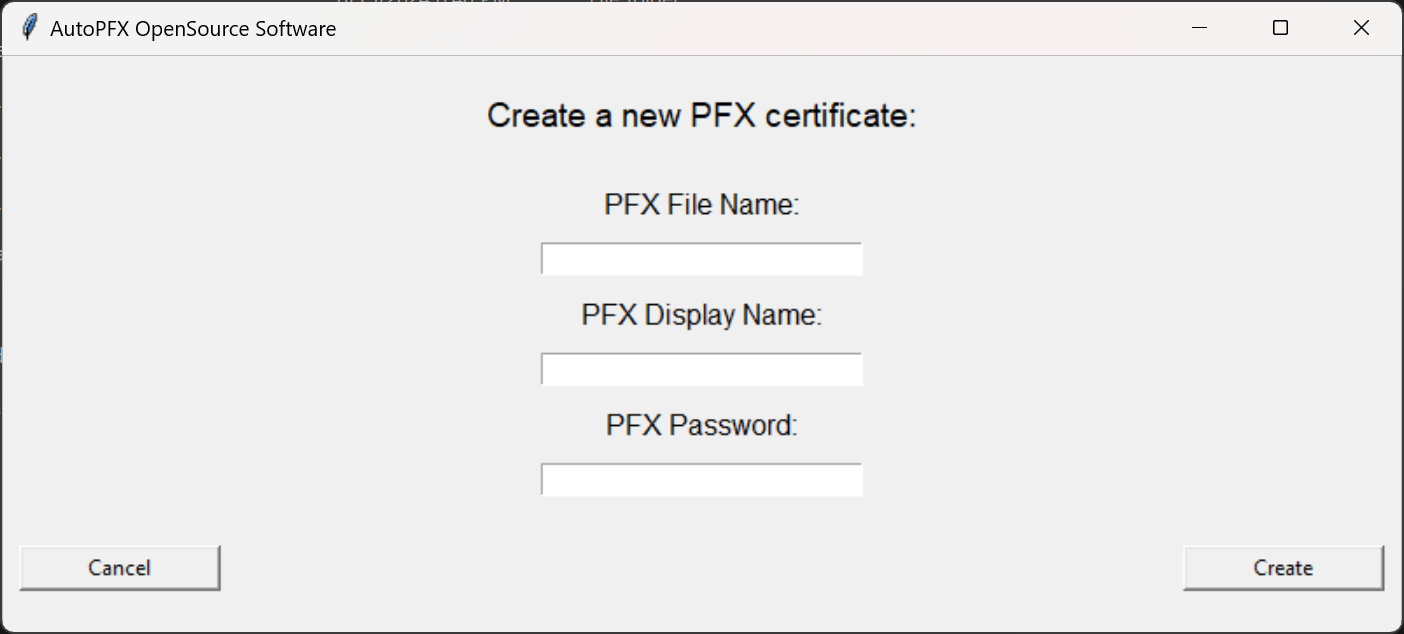 AutoPFX OpenSource Software
Create a new PFX certificate:
PFX File Name:
PFX Display Name:
PFX Password:
Cancel
Create